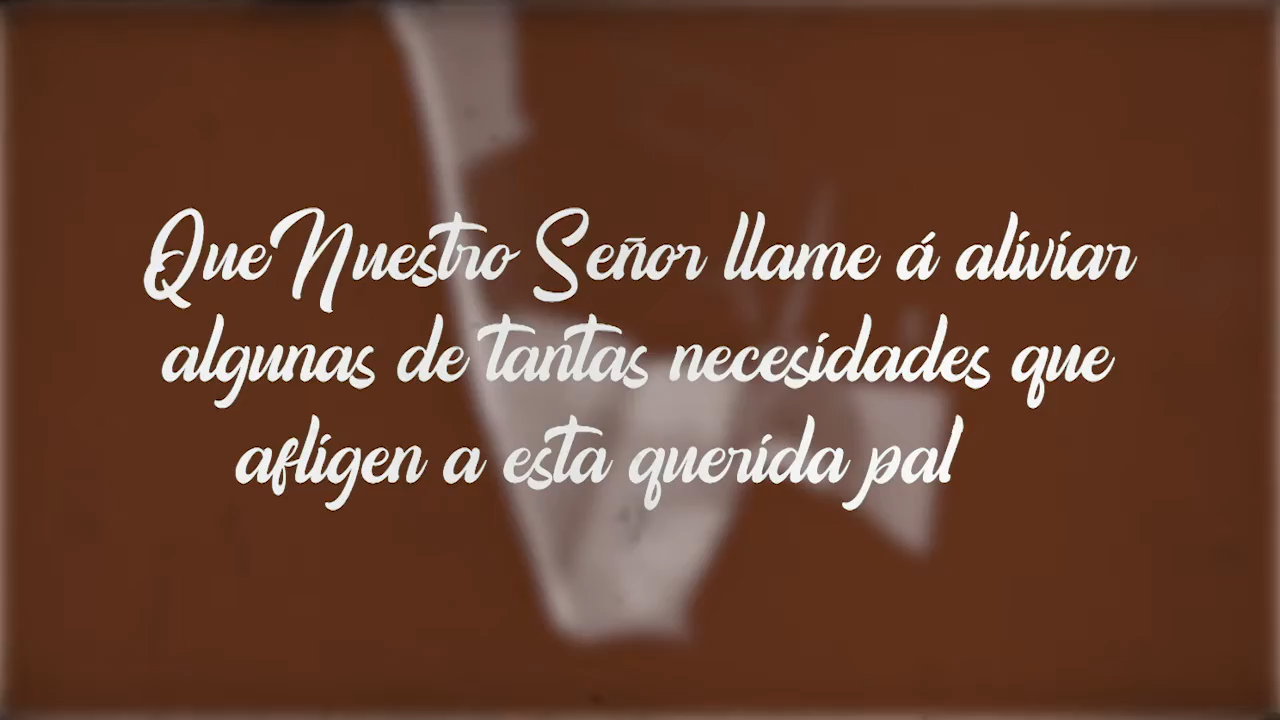 Que Nuestro Señor llame á aliviar
algunas de tantas necesidades que
afligen a esta querida pal